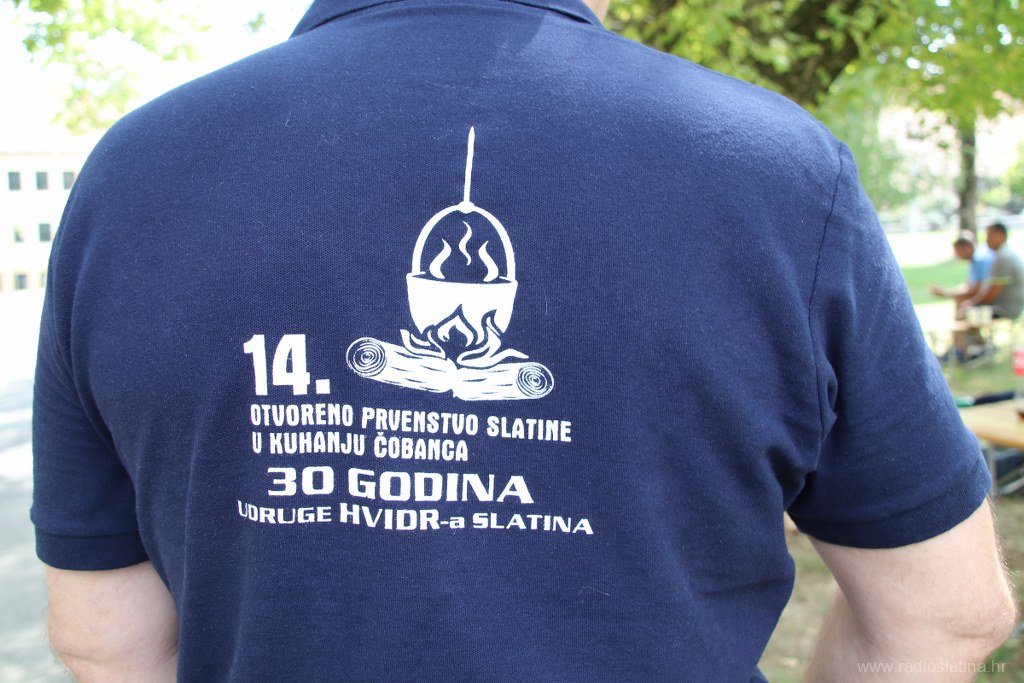 14.
OTVORENO PRVENSTVO SLATINE
U KUHANJU ČOBANCA
30 GODINA
UDRUGE HVIDR-a SLATINA
www.radioslatina.hr